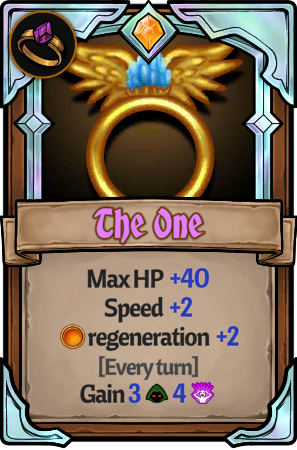 The One
Max HP +40
Speed +2
regeneration +2
[Every turn]
Gain 3 4